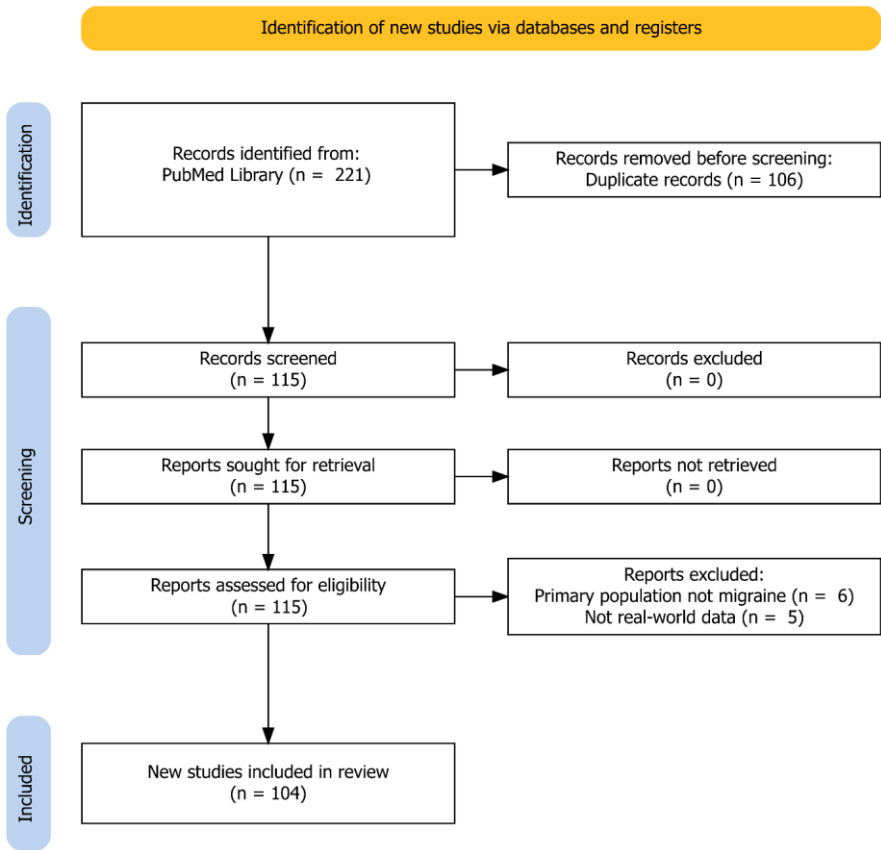 Identification of new studies via databases and registers
Identification
Records identified from:
PubMed Library (n = 221)
Records removed before screening:
Duplicate records (n = 106)
Screening
Records screened
(n = 115)
Records excluded
(n = 0)
Reports sought for retrieval
(n = 115)
Reports not retrieved
(n = 0)
Reports assessed for eligibility
(n = 115)
Reports excluded:
Primary population not migraine (n = 6)
Not real-world data (n = 5)
Included
New studies included in review
(n = 104)